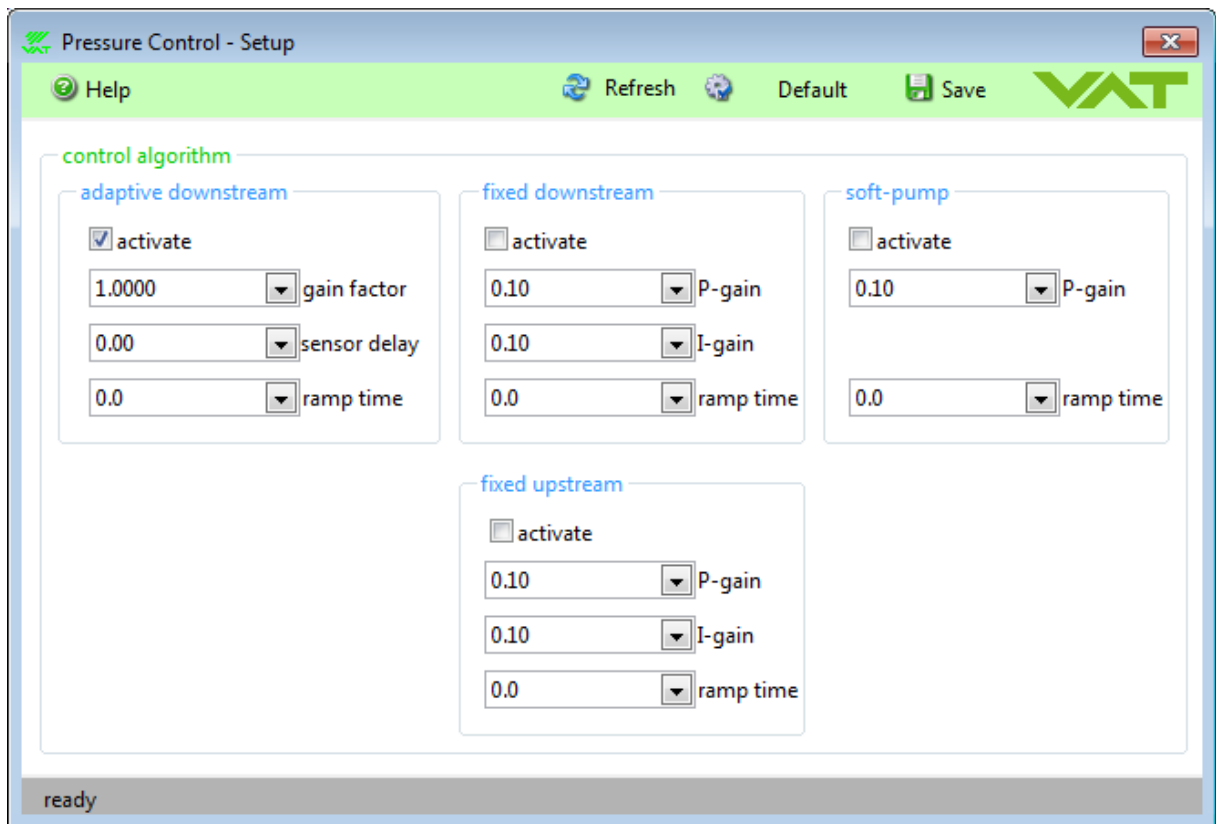 VAT Pressure Control - Setup
Help Refresh Default Save VAT
control algorithm
adaptive downstream
activate
1.0000 gain factor
0.00 sensor delay
0.0 ramp time
fixed downstream
activate
0.10 P-gain
0.10 I-gain
0.0 ramp time
soft-pump
activate
0.10 P-gain
0.0 ramp time
fixed upstream
activate
0.10 P-gain
0.10 I-gain
0.0 ramp time
ready